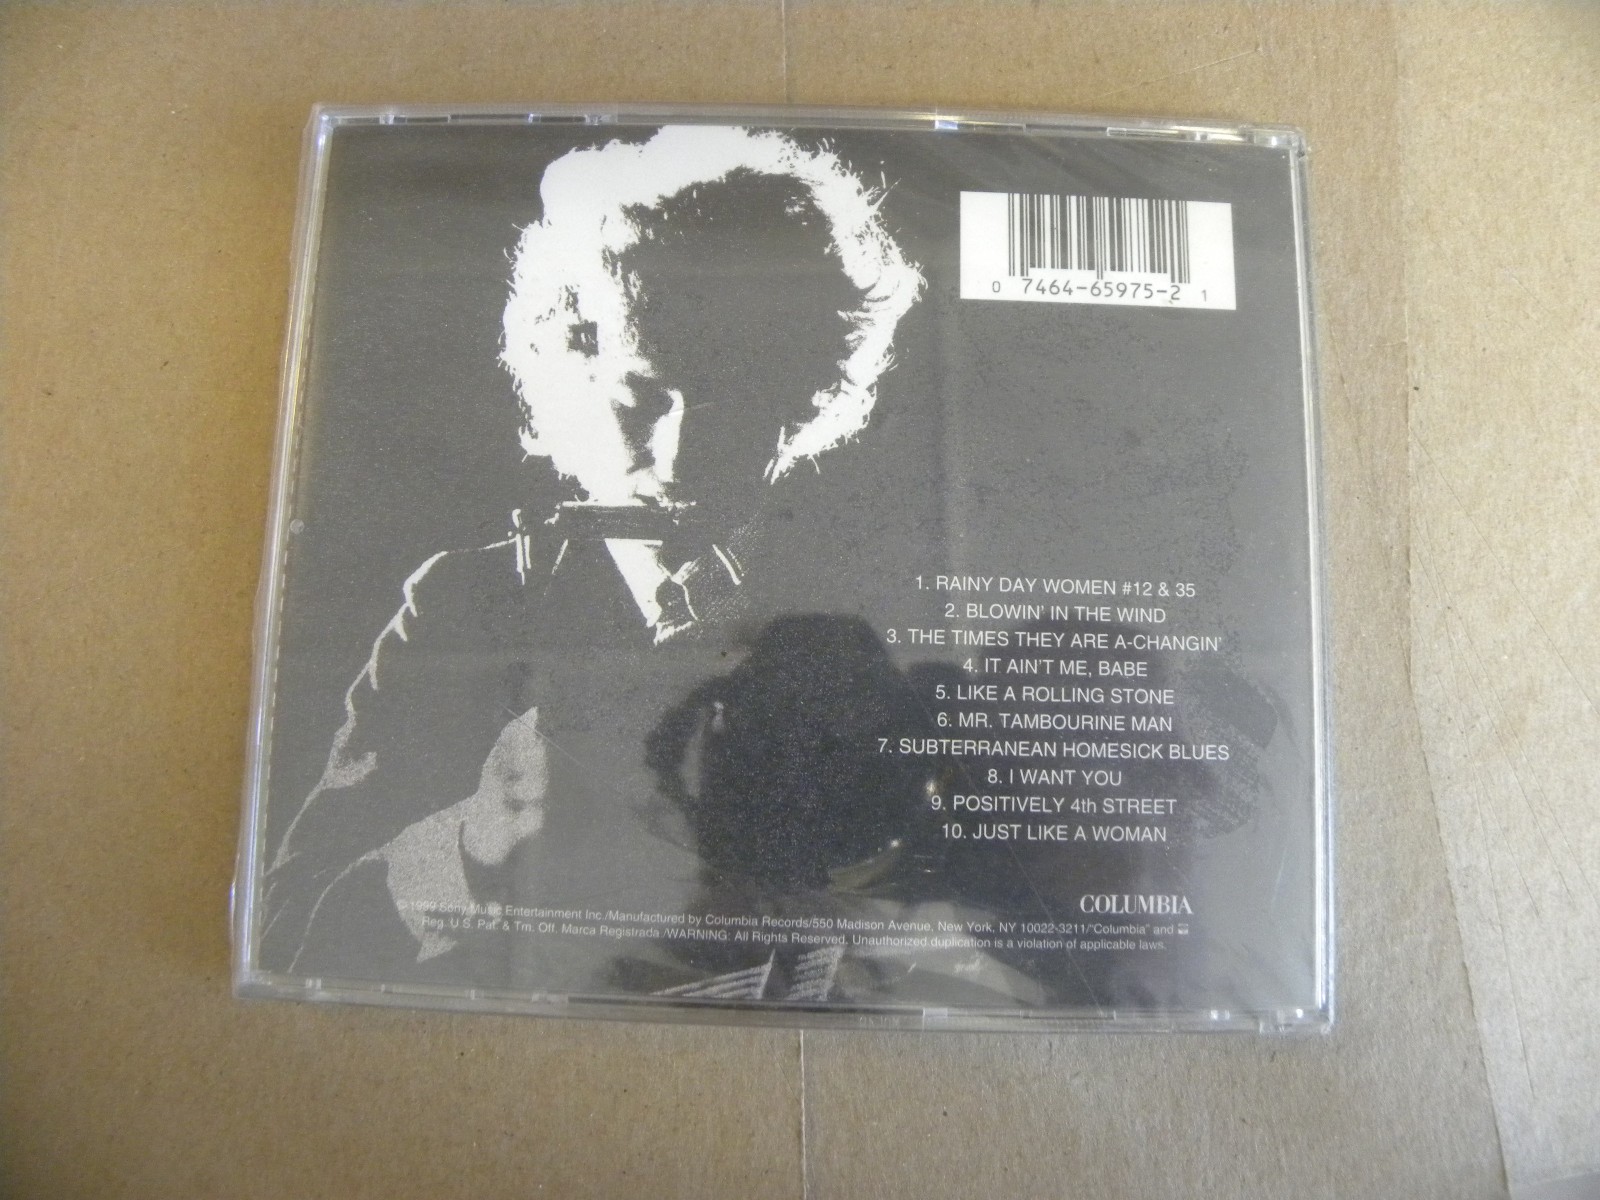 0 7464-65975-2 1
1. RAINY DAY WOMEN #12 & 35
2. BLOWIN' IN THE WIND
3. THE TIMES THEY ARE A-CHANGIN'
4. IT AIN'T ME, BABE
5. LIKE A ROLLING STONE
6. MR. TAMBOURINE MAN
7. SUBTERRANEAN HOMESICK BLUES
8. I WANT YOU
9. POSITIVELY 4th STREET
10. JUST LIKE A WOMAN
COLUMBIA
© 1999 Sony Music Entertainment Inc./Manufactured by Columbia Records/550 Madison Avenue, New York, NY 10022-3211/"Columbia" and
Reg. U.S. Pat. & Tm. Off. Marca Registrada./WARNING: All Rights Reserved. Unauthorized duplication is a violation of applicable laws.